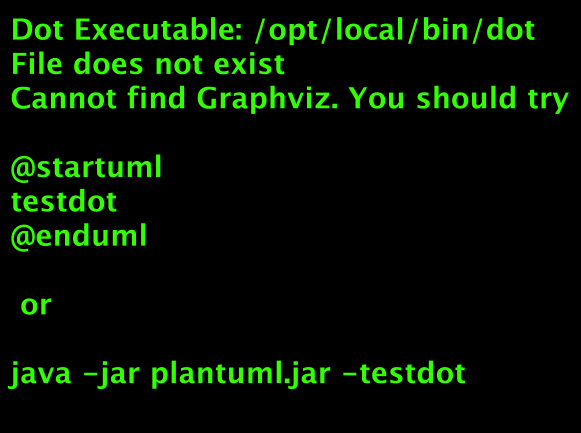 Dot Executable: /opt/local/bin/dot
File does not exist
Cannot find Graphviz. You should try
@startuml
testdot
@enduml
or
java -jar plantuml.jar -testdot